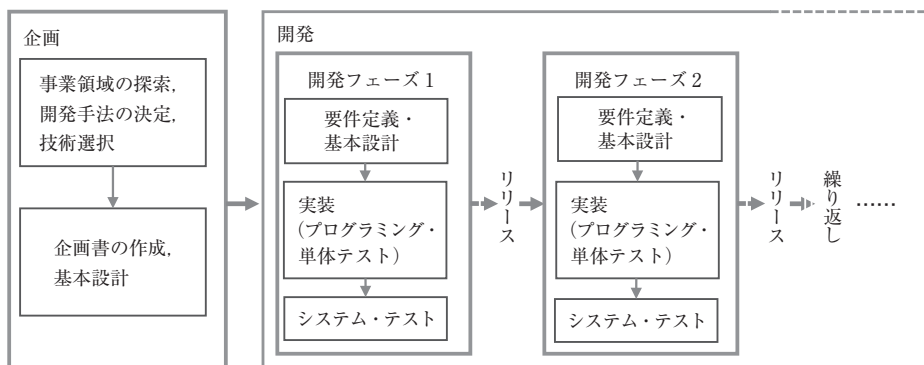 企画
事業領域の探索,
開発手法の決定,
技術選択
企画書の作成,
基本設計
開発
開発フェーズ1
要件定義・
基本設計
実装
(プログラミング・
単体テスト)
システム・テスト
リリース
開発フェーズ2
要件定義・
基本設計
実装
(プログラミング・
単体テスト)
システム・テスト
リリース
繰り返し
……